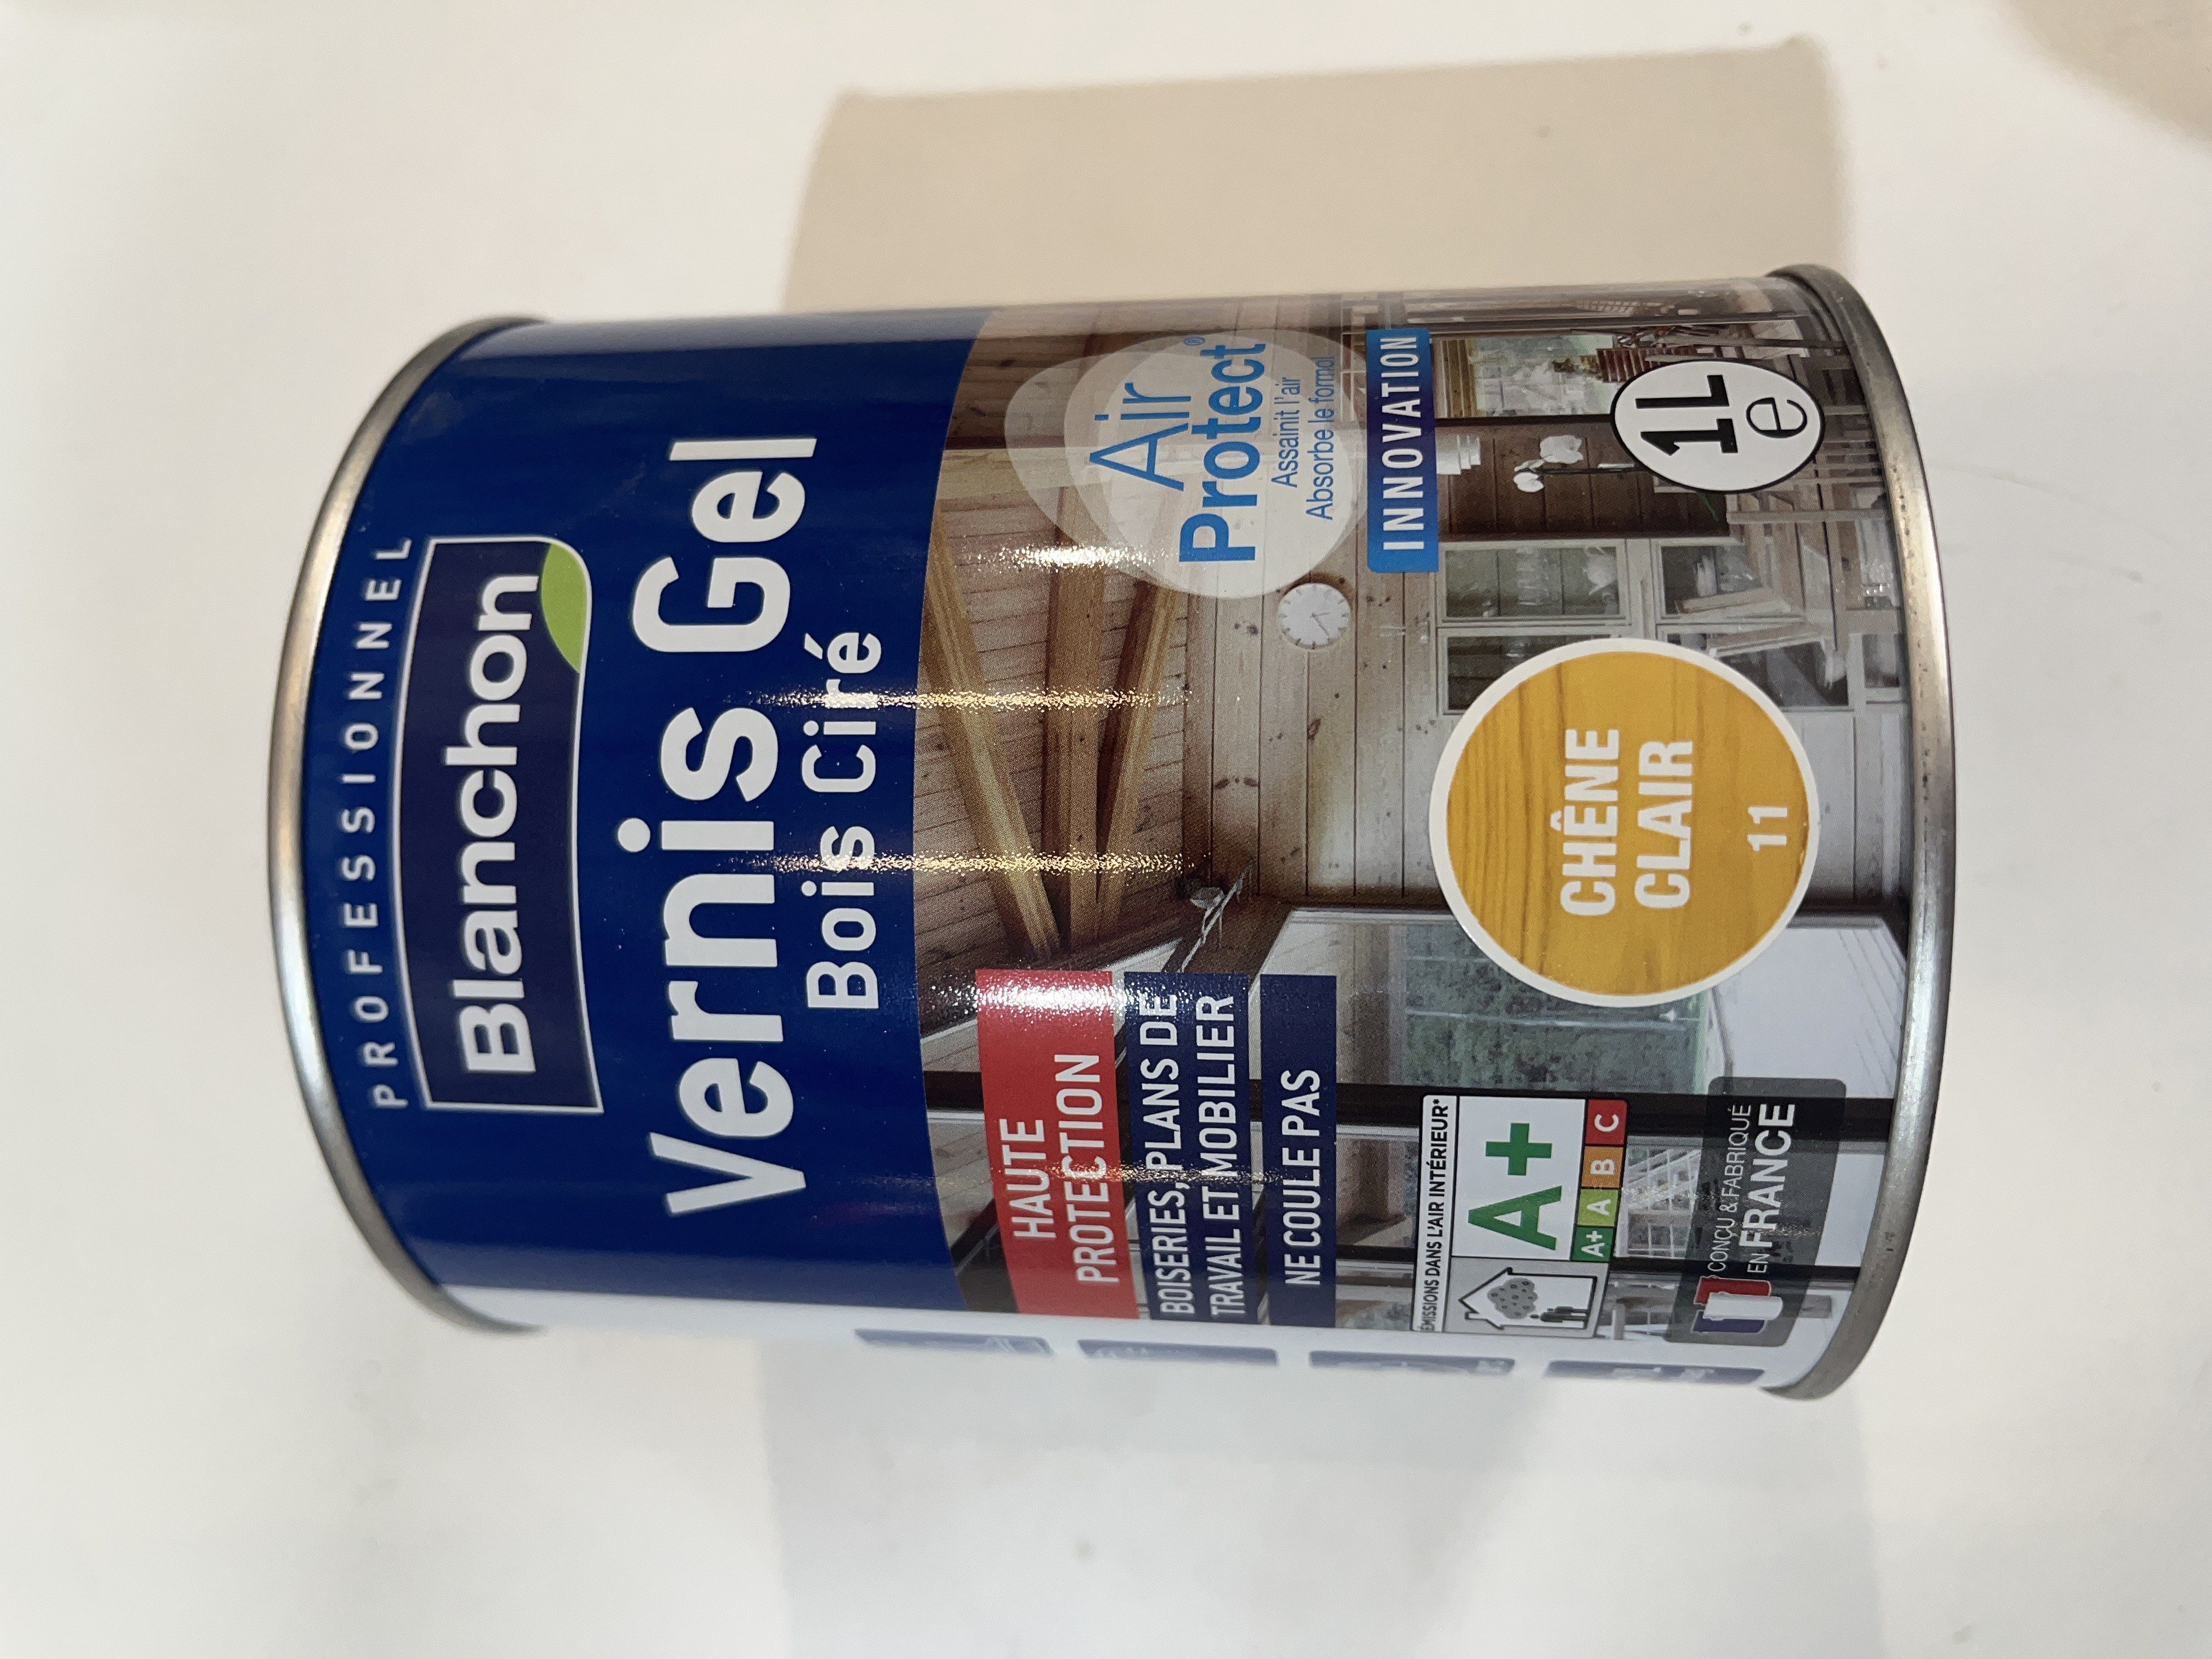 PROFESSIONNEL
Blanchon
Vernis Gel
Bois Ciré
Air
Protect®
Assainit l'air
Absorbe le formol
INNOVATION
HAUTE
PROTECTION
BOISERIES, PLANS DE
TRAVAIL ET MOBILIER
NE COULE PAS
CHÊNE
CLAIR
11
1L
e
ÉMISSIONS DANS L'AIR INTÉRIEUR*
A+
A+ A B C
CONÇU & FABRIQUÉ
EN FRANCE